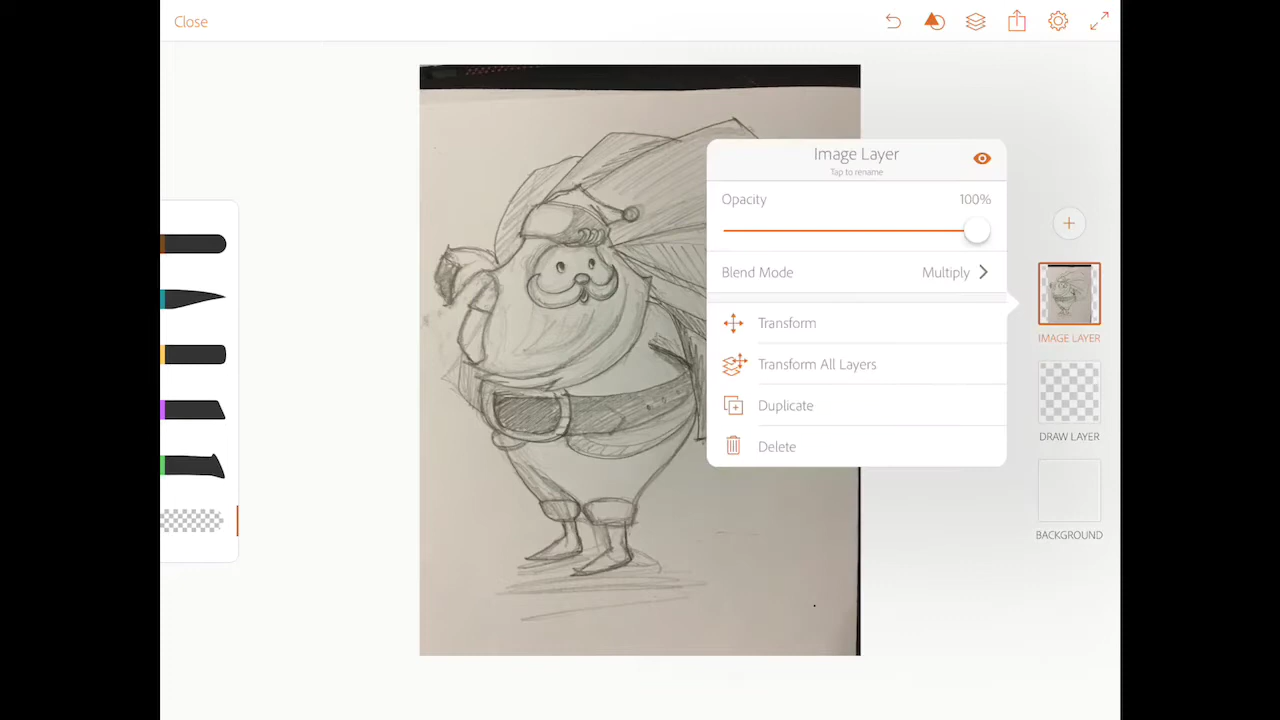 Close
Image Layer
Tap to rename
Opacity 100%
Blend Mode Multiply
Transform
Transform All Layers
Duplicate
Delete
IMAGE LAYER
DRAW LAYER
BACKGROUND